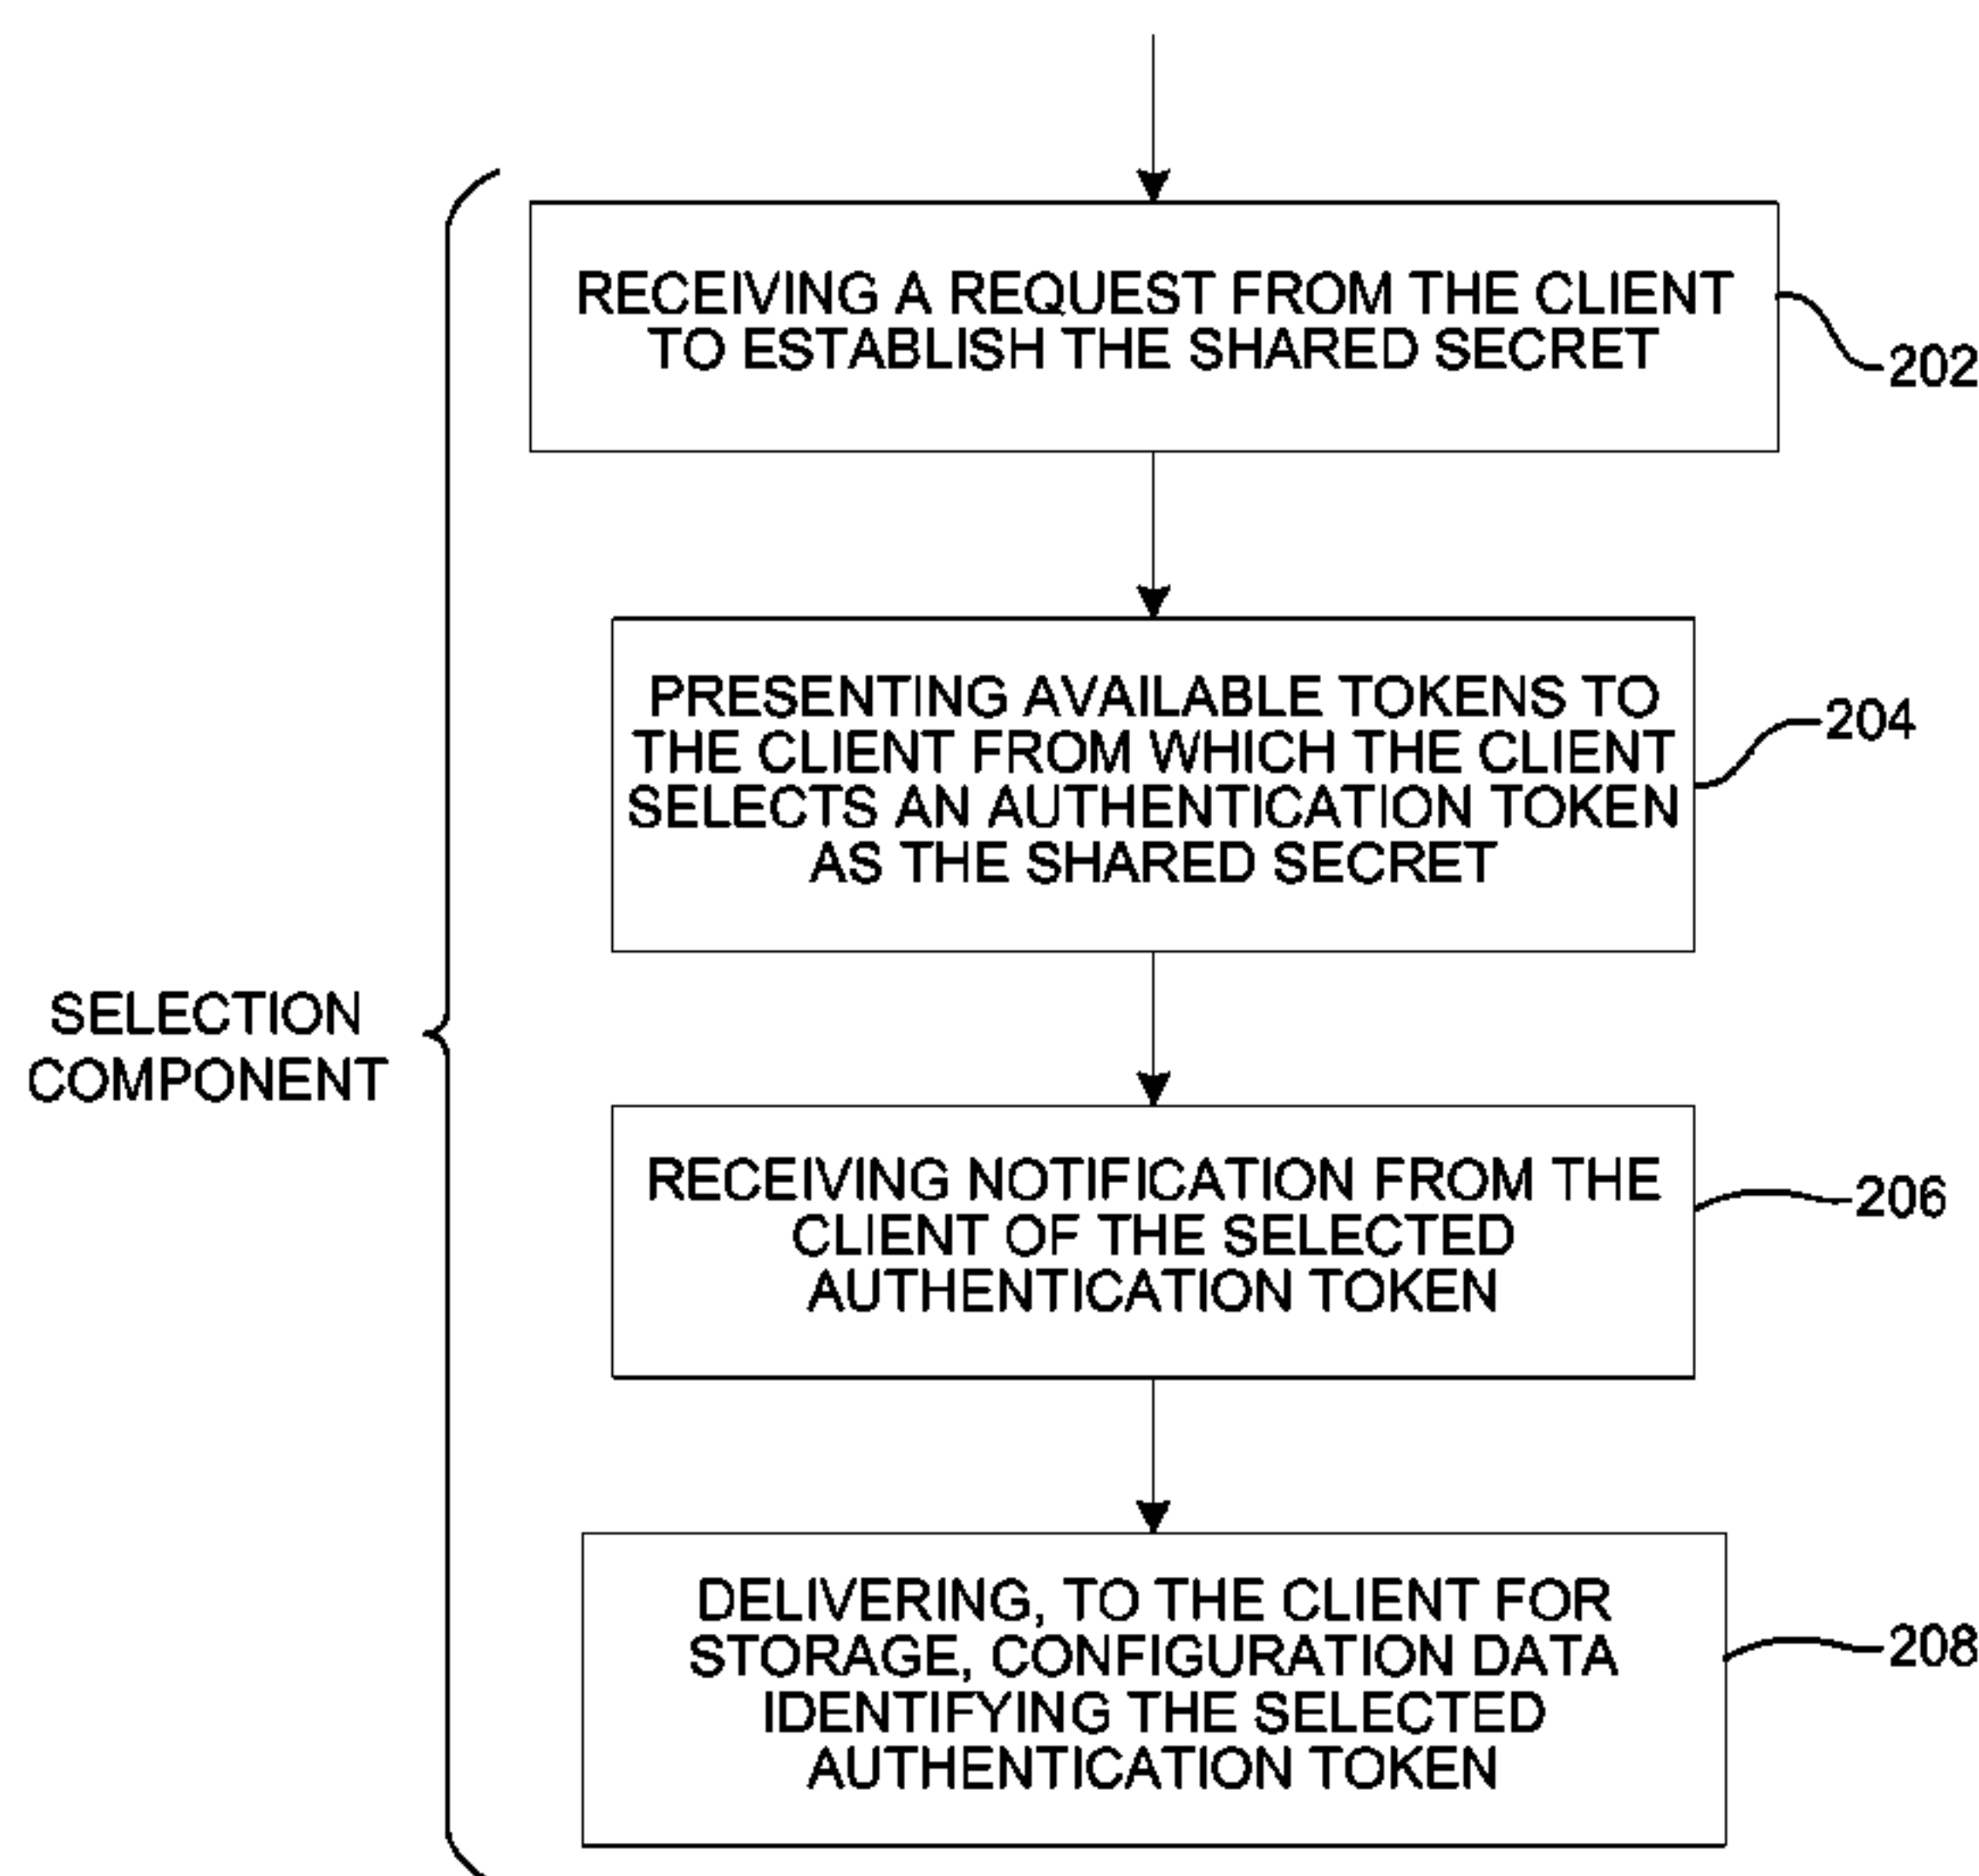 RECEIVING A REQUEST FROM THE CLIENT
TO ESTABLISH THE SHARED SECRET
202
PRESENTING AVAILABLE TOKENS TO
THE CLIENT FROM WHICH THE CLIENT
SELECTS AN AUTHENTICATION TOKEN
AS THE SHARED SECRET
204
SELECTION
COMPONENT
RECEIVING NOTIFICATION FROM THE
CLIENT OF THE SELECTED
AUTHENTICATION TOKEN
206
DELIVERING, TO THE CLIENT FOR
STORAGE, CONFIGURATION DATA
IDENTIFYING THE SELECTED
AUTHENTICATION TOKEN
208